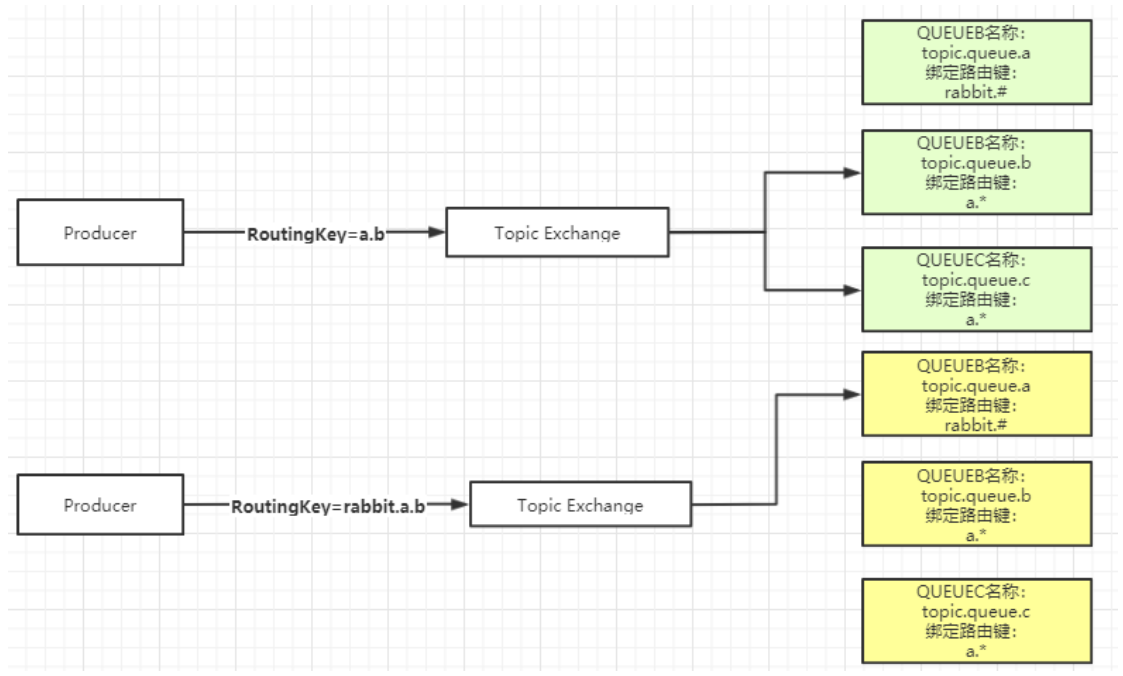 QUEUEB名称：
topic.queue.a
绑定路由键：
rabbit.#
QUEUEB名称：
topic.queue.b
绑定路由键：
a.*
Producer
RoutingKey=a.b
Topic Exchange
QUEUEC名称：
topic.queue.c
绑定路由键：
a.*
QUEUEB名称：
topic.queue.a
绑定路由键：
rabbit.#
Producer
RoutingKey=rabbit.a.b
Topic Exchange
QUEUEB名称：
topic.queue.b
绑定路由键：
a.*
QUEUEC名称：
topic.queue.c
绑定路由键：
a.*